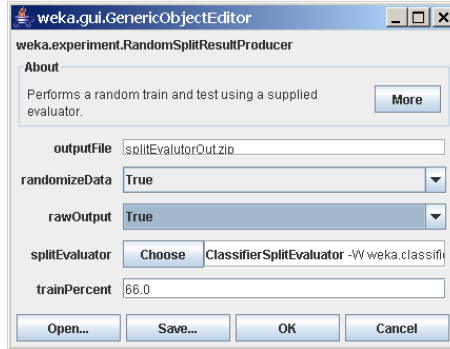 weka.gui.GenericObjectEditor
weka.experiment.RandomSplitResultProducer
About
Performs a random train and test using a supplied
evaluator.
More
outputFile splitEvalutorOut.zip
randomizeData True
rawOutput True
splitEvaluator Choose ClassifierSplitEvaluator -W weka.classifi
trainPercent 66.0
Open... Save... OK Cancel